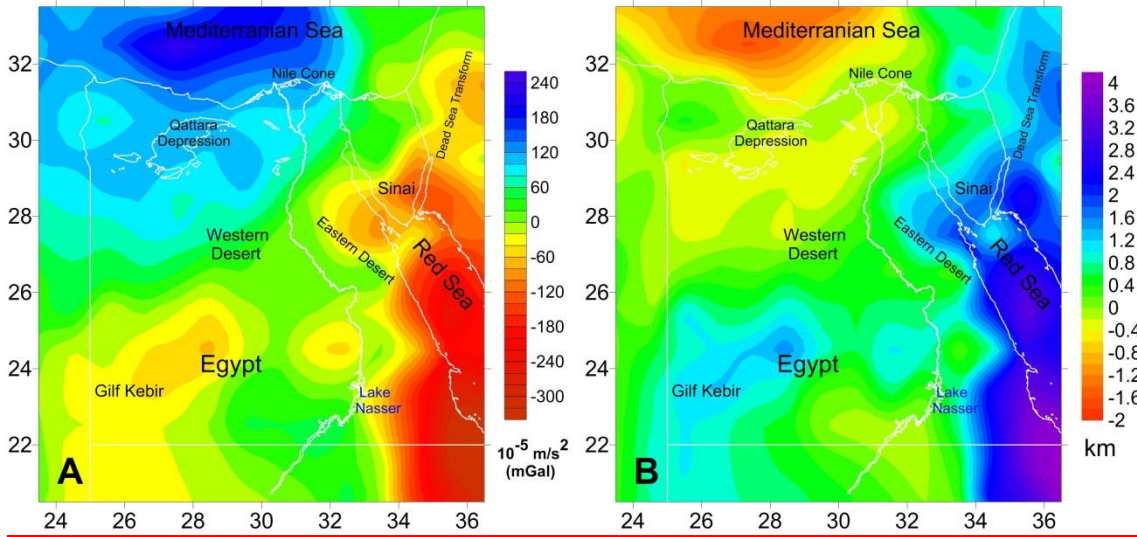 Mediterranian Sea
Nile Cone
Dead Sea Transform
Qattara
Depression
Sinai
Western
Desert
Eastern Desert
Red Sea
Egypt
Gilf Kebir
Lake
Nasser
A
32
30
28
26
24
22
24 26 28 30 32 34 36
240
180
120
60
0
-60
-120
-180
-240
-300
10⁻⁵ m/s²
(mGal)
Mediterranian Sea
Nile Cone
Dead Sea Transform
Qattara
Depression
Sinai
Western
Desert
Eastern Desert
Red Sea
Egypt
Gilf Kebir
Lake
Nasser
B
32
30
28
26
24
22
24 26 28 30 32 34 36
4
3.6
3.2
2.8
2.4
2
1.6
1.2
0.8
0.4
0
-0.4
-0.8
-1.2
-1.6
-2
km